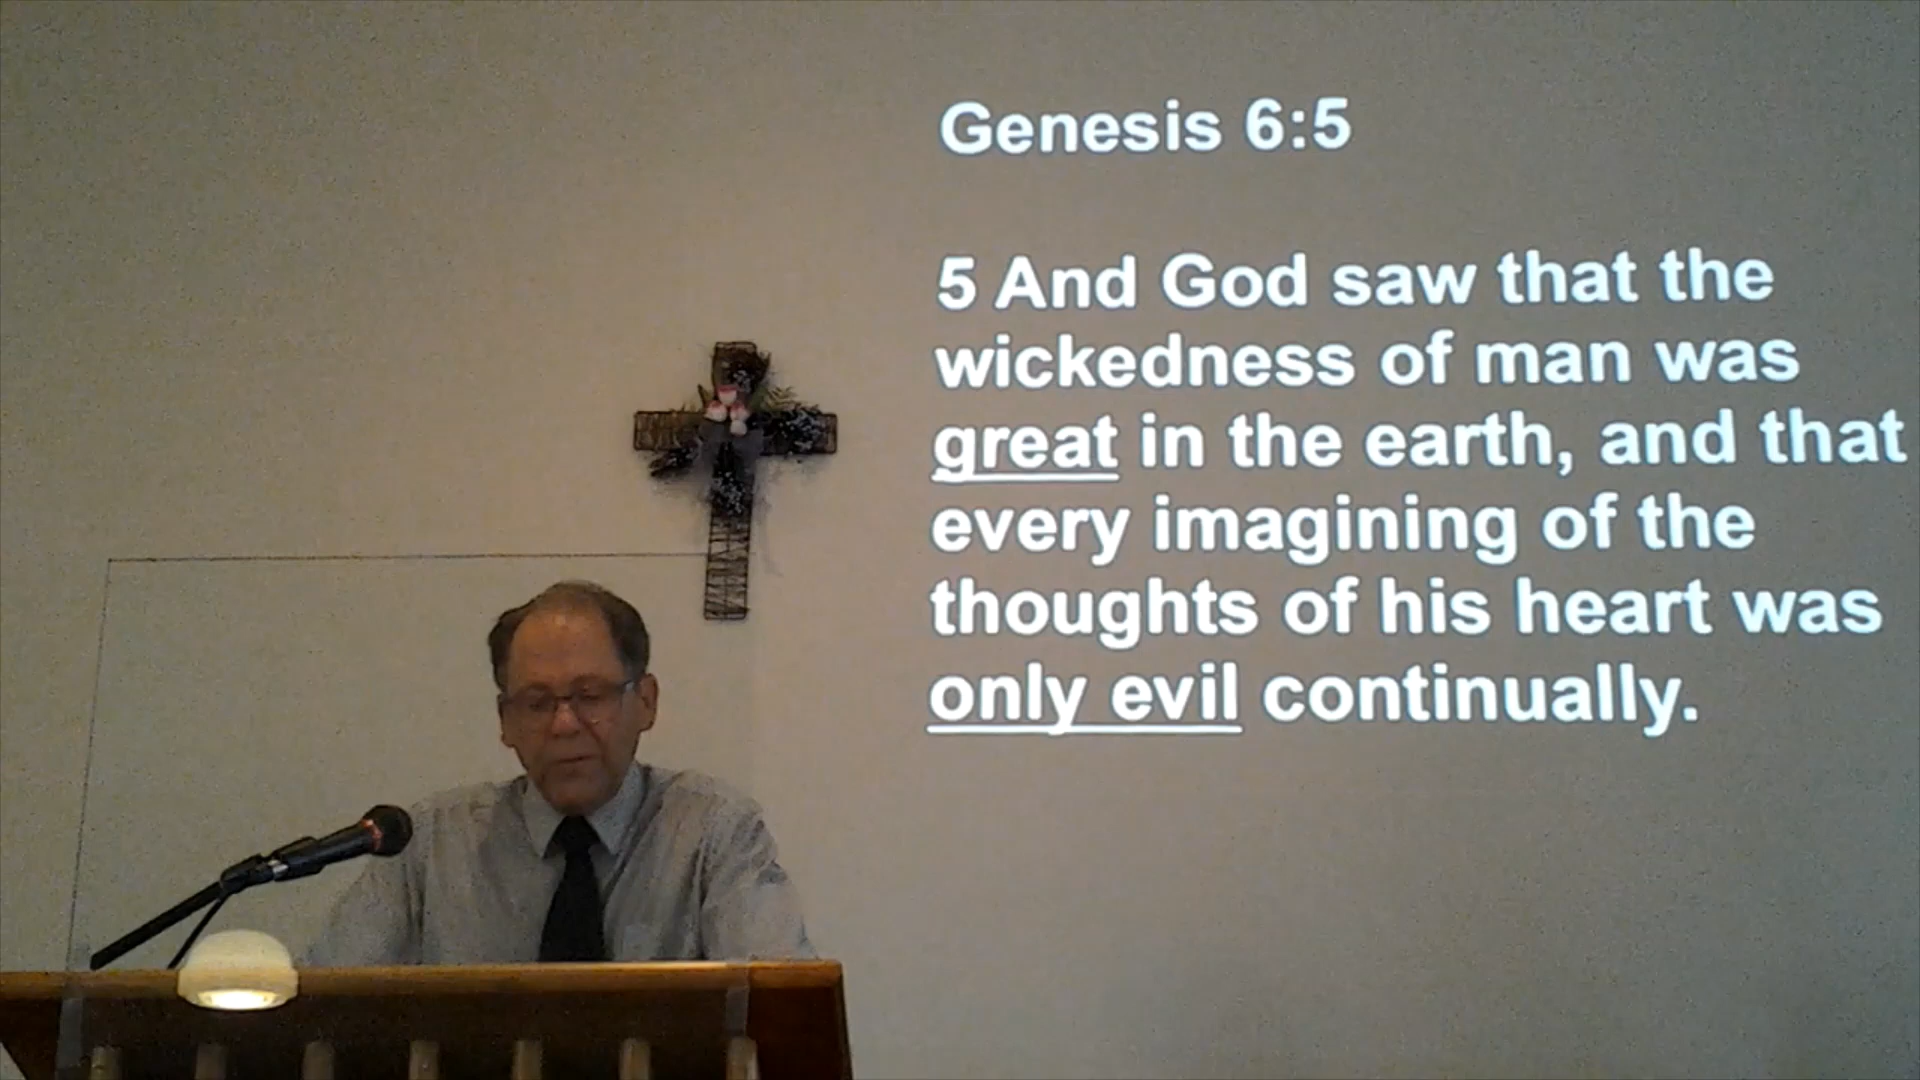 Genesis 6:5
5 And God saw that the
wickedness of man was
great in the earth, and that
every imagining of the
thoughts of his heart was
only evil continually.